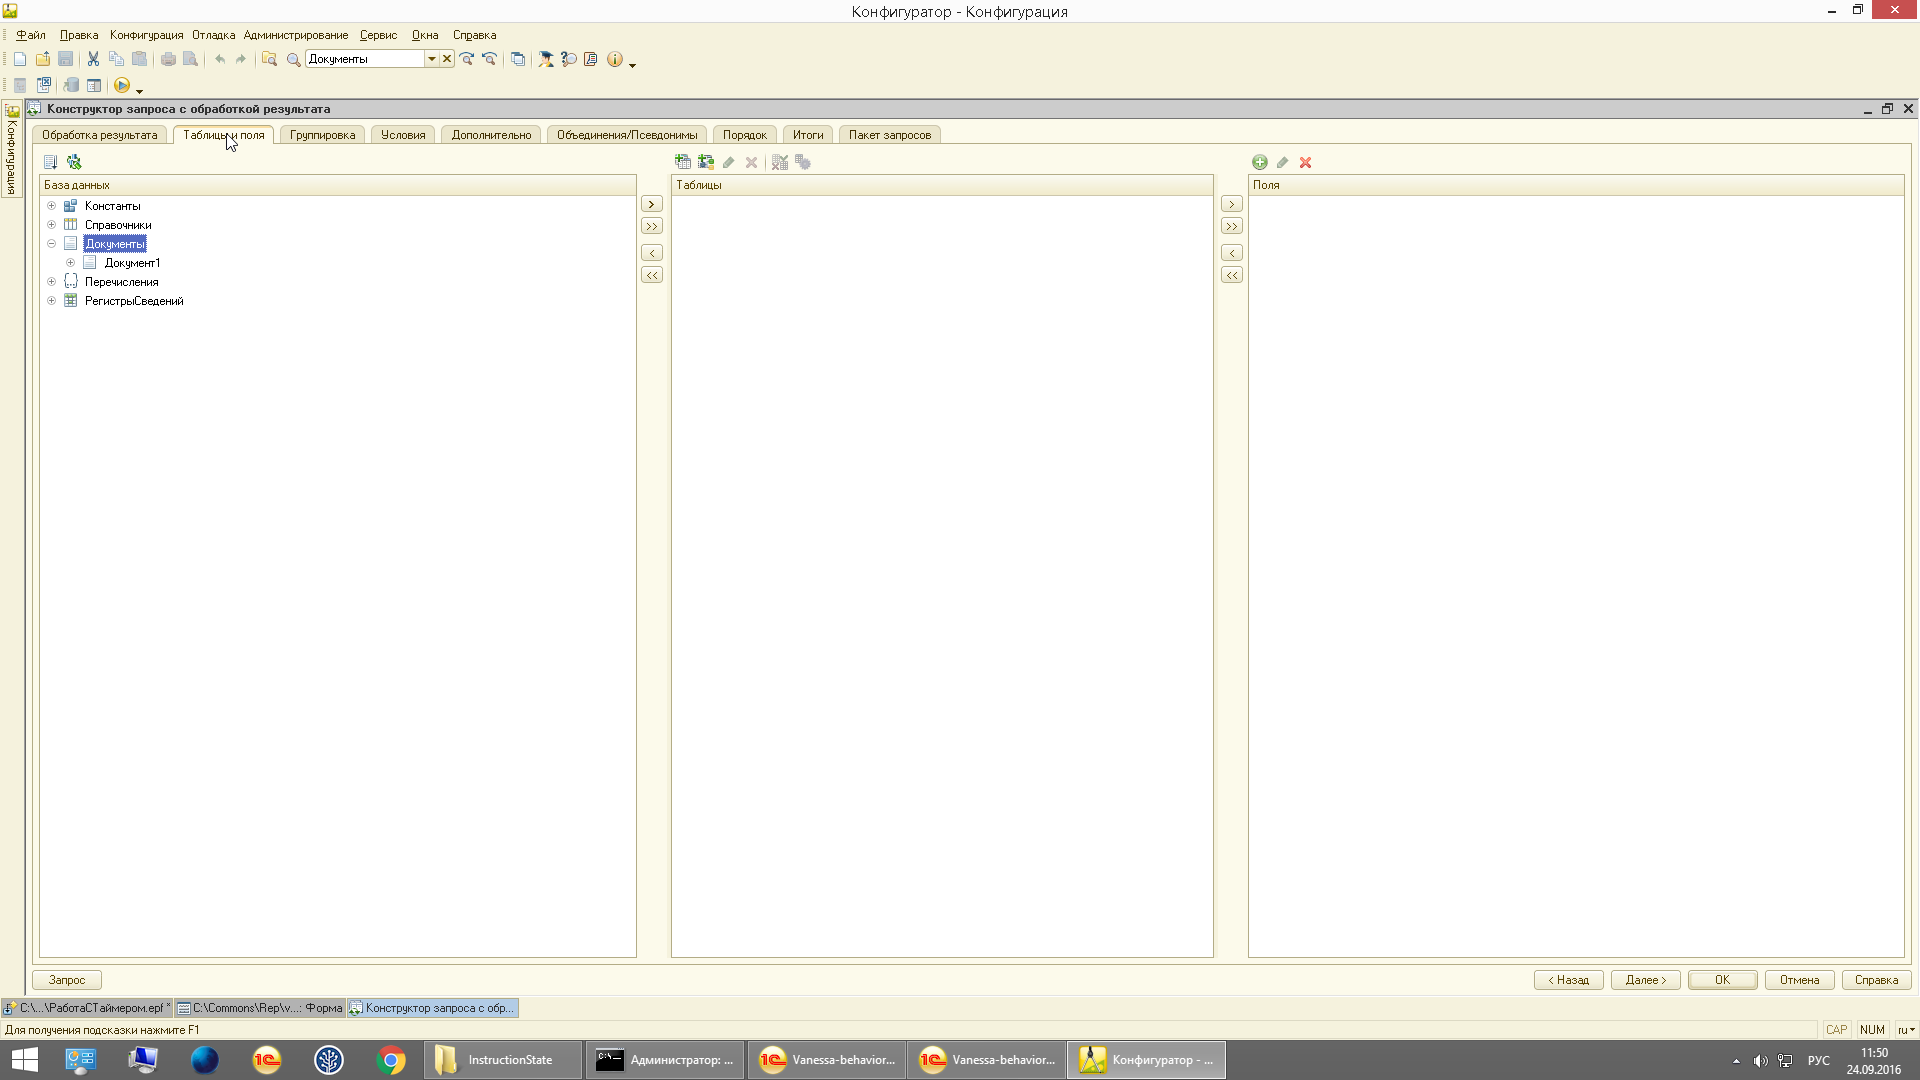 Конфигуратор - Конфигурация
Файл Правка Конфигурация Отладка Администрирование Сервис Окна Справка
Документы
Конфигурация
Конструктор запроса с обработкой результата
Обработка результата Таблицы и поля Группировка Условия Дополнительно Объединения/Псевдонимы Порядок Итоги Пакет запросов
База данных Таблицы Поля
Константы
Справочники
Документы
Документ1
Перечисления
РегистрыСведений
Запрос < Назад Далее > OK Отмена Справка
C:\...\РаботаСТаймером.epf * C:\Commons\Rep\v...: Форма Конструктор запроса с обр...
Для получения подсказки нажмите F1 CAP NUM ru
InstructionState Администратор: ... Vanessa-behavior... Vanessa-behavior... Конфигуратор - ... РУС 11:50
24.09.2016